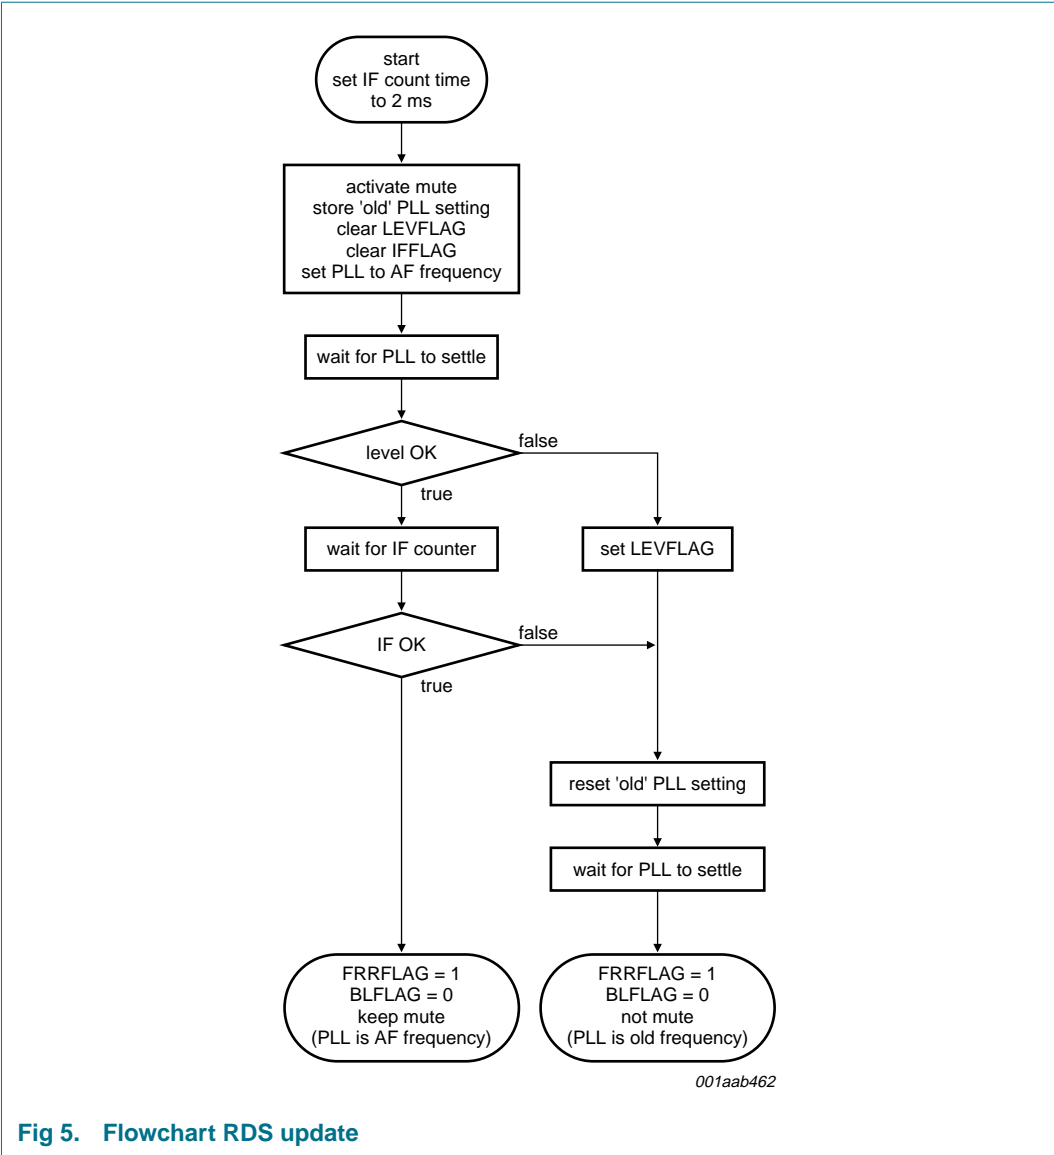 start
set IF count time
to 2 ms
activate mute
store 'old' PLL setting
clear LEVFLAG
clear IFFLAG
set PLL to AF frequency
wait for PLL to settle
level OK
false
true
wait for IF counter
set LEVFLAG
IF OK
false
true
reset 'old' PLL setting
wait for PLL to settle
FRRFLAG = 1
BLFLAG = 0
keep mute
(PLL is AF frequency)
FRRFLAG = 1
BLFLAG = 0
not mute
(PLL is old frequency)
001aab462
Fig 5. Flowchart RDS update